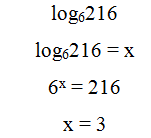 log₆216
log₆216 = x
6ˣ = 216
x = 3